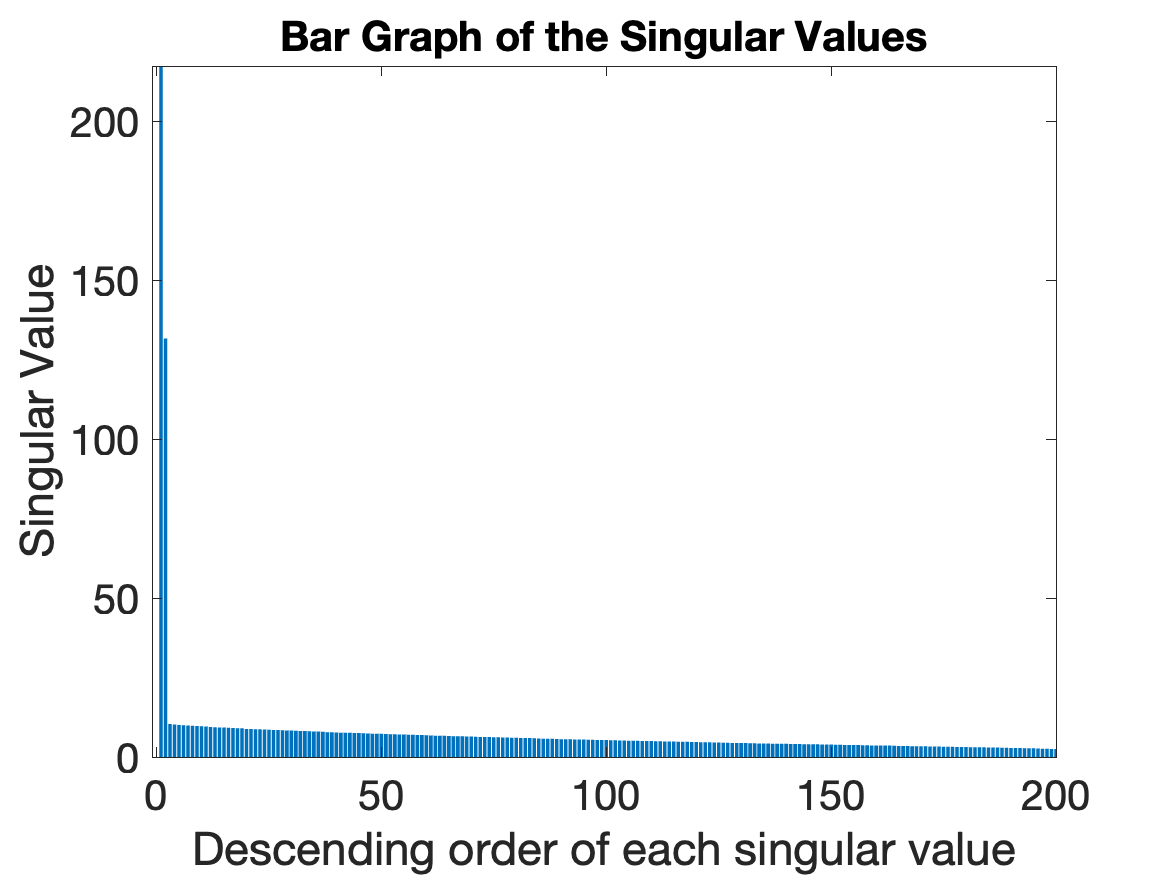 Bar Graph of the Singular Values
200
150
100
50
0
Singular Value
0 50 100 150 200
Descending order of each singular value